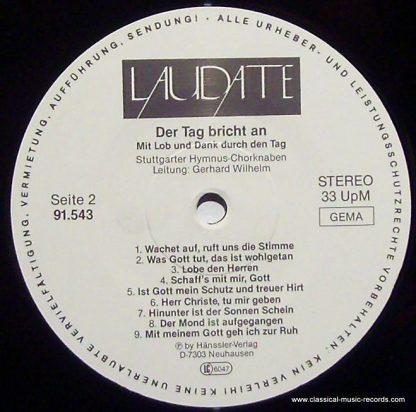 KEIN VERLEIH! KEINE UNERLAUBTE VERVIELFÄLTIGUNG, VERMIETUNG, AUFFÜHRUNG, SENDUNG! · ALLE URHEBER- UND LEISTUNGSSCHUTZRECHTE VORBEHALTEN.
LAUDATE
Der Tag bricht an
Mit Lob und Dank durch den Tag
Stuttgarter Hymnus-Chorknaben
Leitung: Gerhard Wilhelm
Seite 2
91.543
STEREO
33 UpM
GEMA
1. Wachet auf, ruft uns die Stimme
2. Was Gott tut, das ist wohlgetan
3. Lobe den Herren
4. Schaff's mit mir, Gott
5. Ist Gott mein Schutz und treuer Hirt
6. Herr Christe, tu mir geben
7. Hinunter ist der Sonnen Schein
8. Der Mond ist aufgegangen
9. Mit meinem Gott geh ich zur Ruh
℗ by Hänssler-Verlag
D-7303 Neuhausen
LC 6047
www.classical-music-records.com